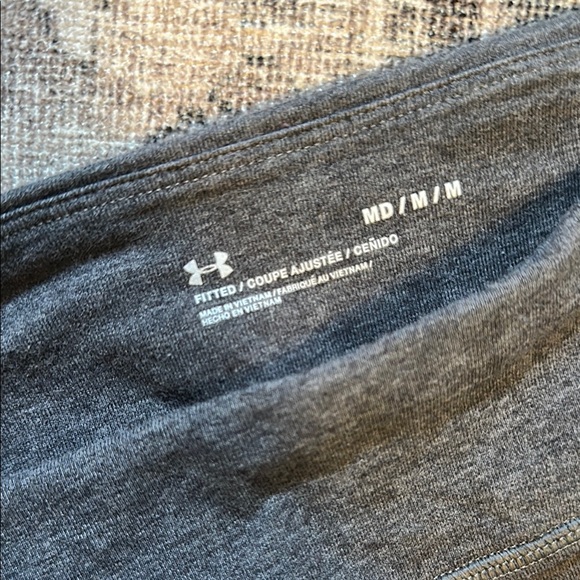 MD / M / M
FITTED / COUPE AJUSTÉE / CEÑIDO
MADE IN VIETNAM / FABRIQUÉ AU VIETNAM /
HECHO EN VIETNAM